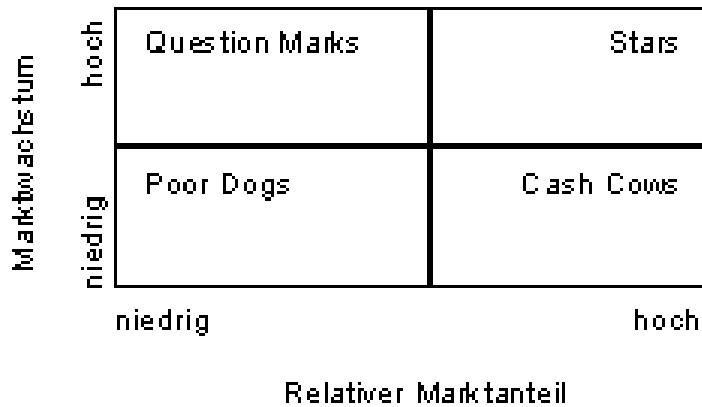 Marktwachstum
hoch
niedrig
Question Marks
Stars
Poor Dogs
Cash Cows
niedrig
hoch
Relativer Marktanteil